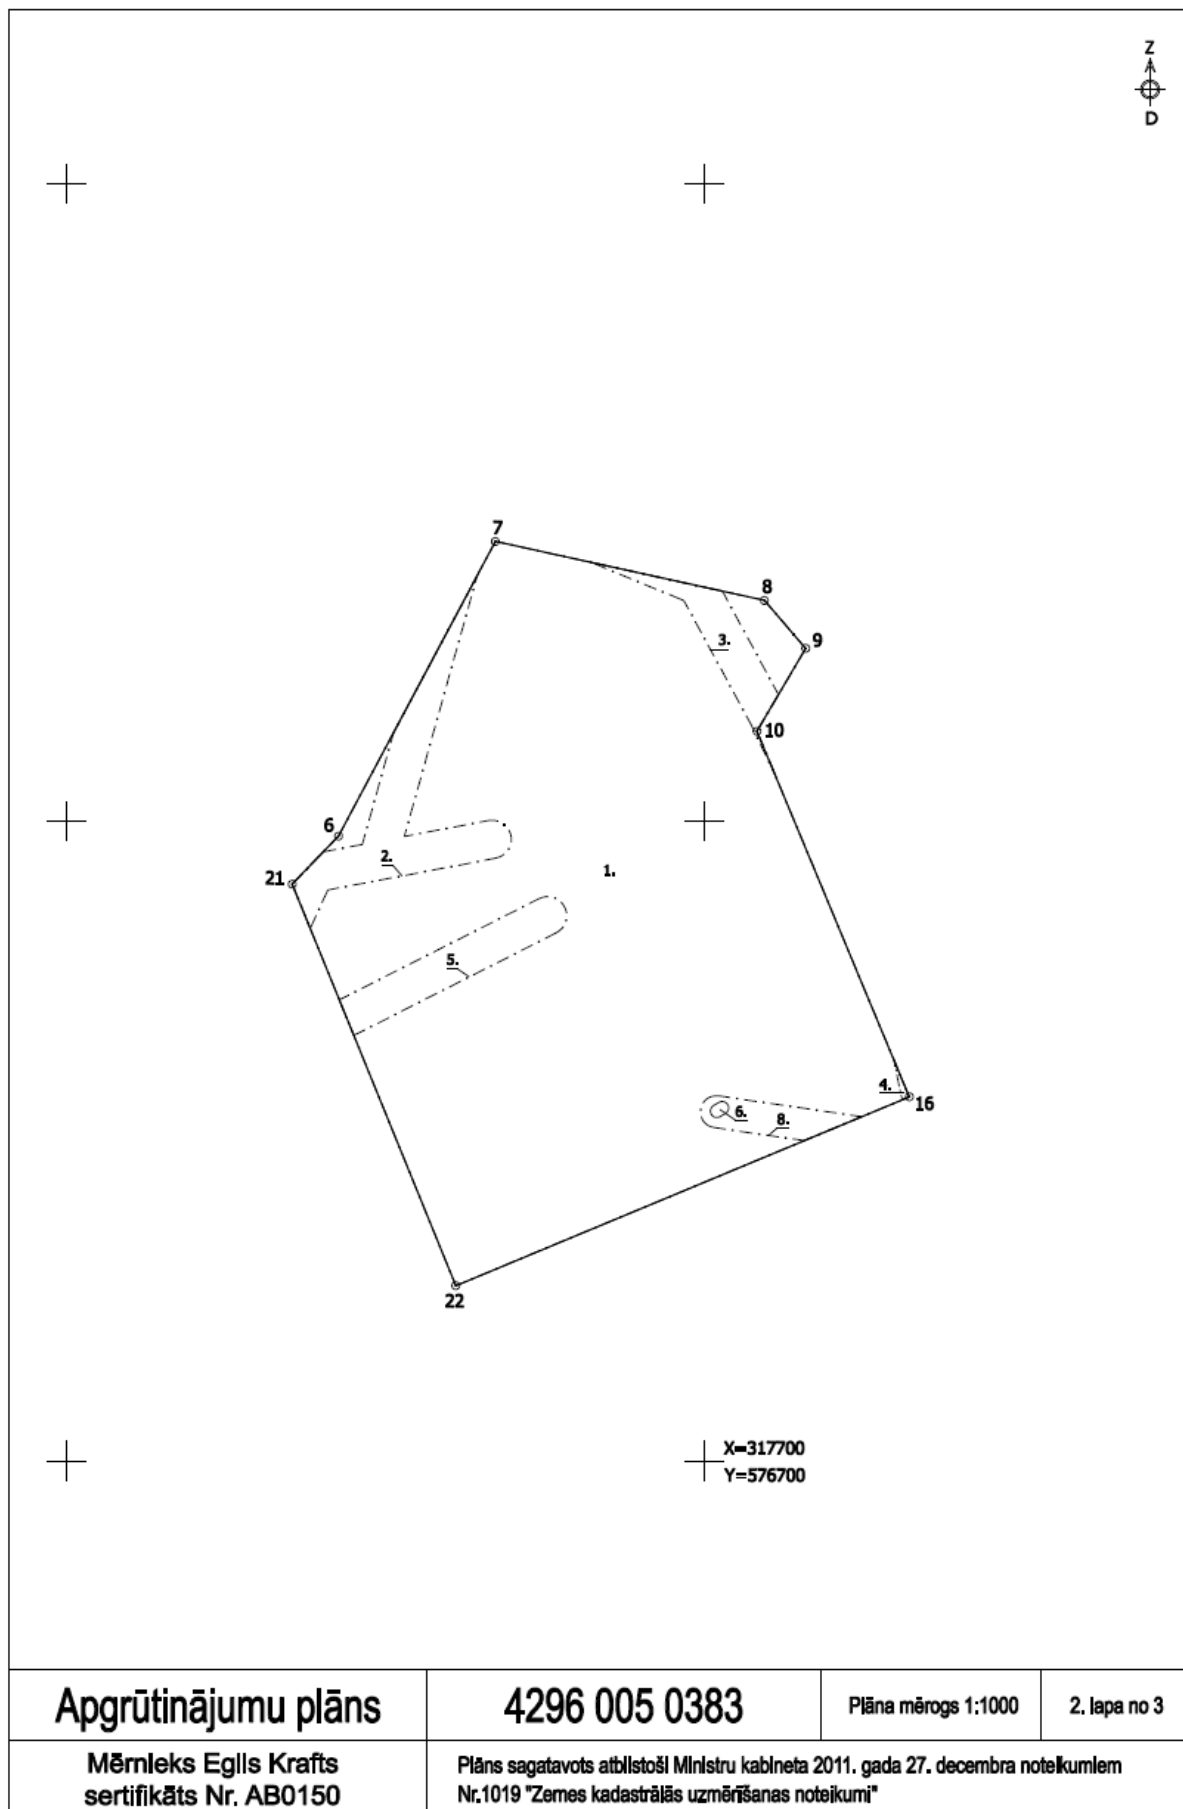 Z
D
7
8
9
3.
10
6
2.
21
1.
5.
4.
16
6.
8.
22
X=317700
Y=576700
Apgrūtinājumu plāns
4296 005 0383
Plāna mērogs 1:1000
2. lapa no 3
Mērnieks Egils Krafts
sertifikāts Nr. AB0150
Plāns sagatavots atbilstoši Ministru kabineta 2011. gada 27. decembra noteikumiem
Nr.1019 "Zemes kadastrālās uzmērīšanas noteikumi"